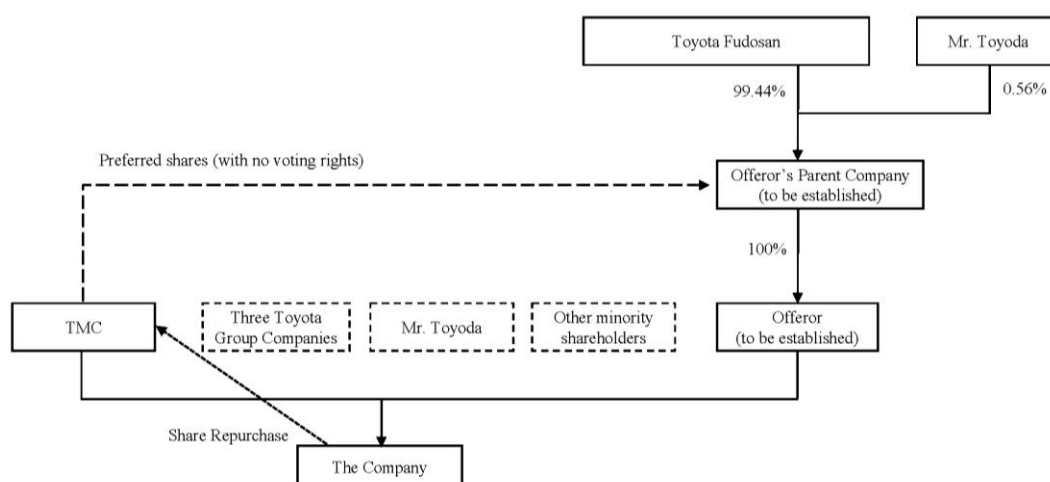 Toyota Fudosan
Mr. Toyoda
99.44%
0.56%
Preferred shares (with no voting rights)
Offeror’s Parent Company
(to be established)
100%
TMC
Three Toyota
Group Companies
Mr. Toyoda
Other minority
shareholders
Offeror
(to be established)
Share Repurchase
The Company